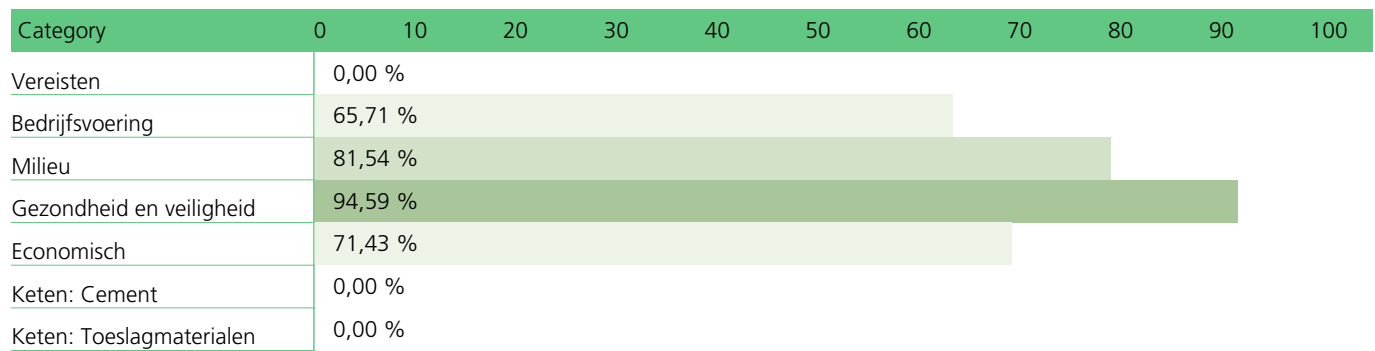 Category 0 10 20 30 40 50 60 70 80 90 100
Vereisten 0,00 %
Bedrijfsvoering 65,71 %
Milieu 81,54 %
Gezondheid en veiligheid 94,59 %
Economisch 71,43 %
Keten: Cement 0,00 %
Keten: Toeslagmaterialen 0,00 %